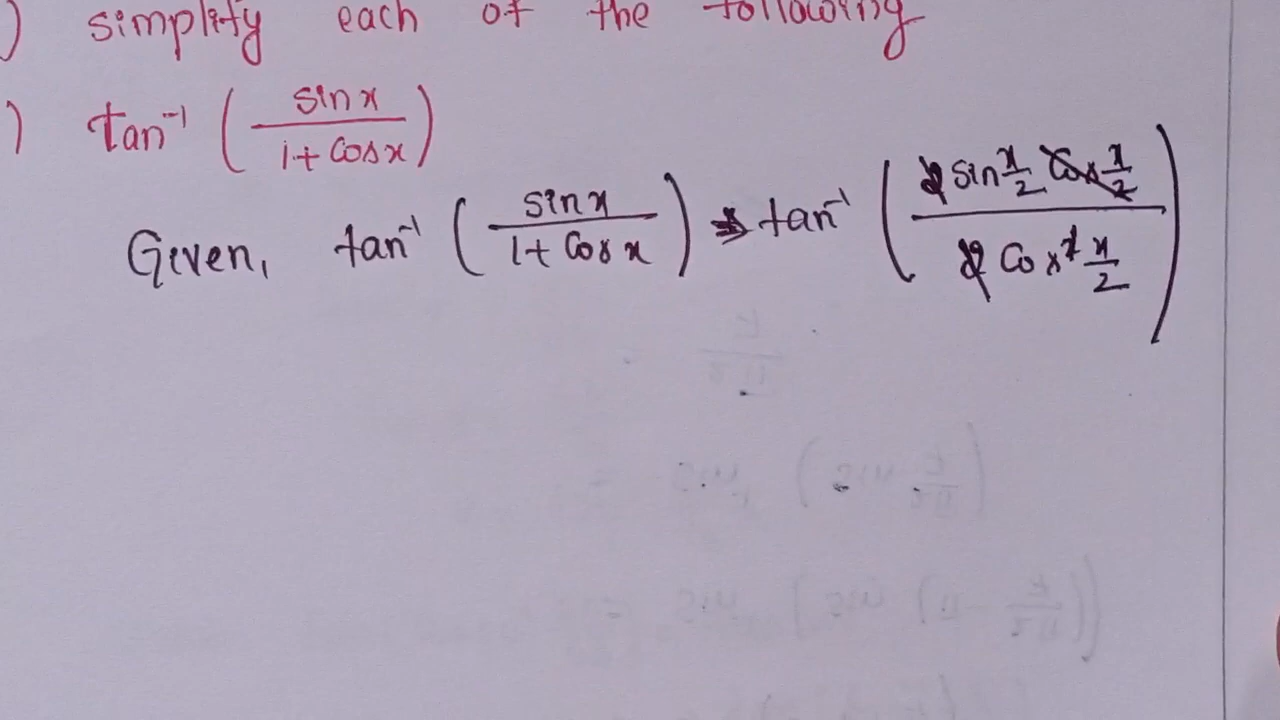 ) simplify each of the following
) tan⁻¹ ( sin x / 1 + Cos x )
Given, tan⁻¹ ( sin x / 1 + Cos x ) ⇒ tan⁻¹ ( 2 sin x/2 Cos x/2 / 2 Cos² x/2 )